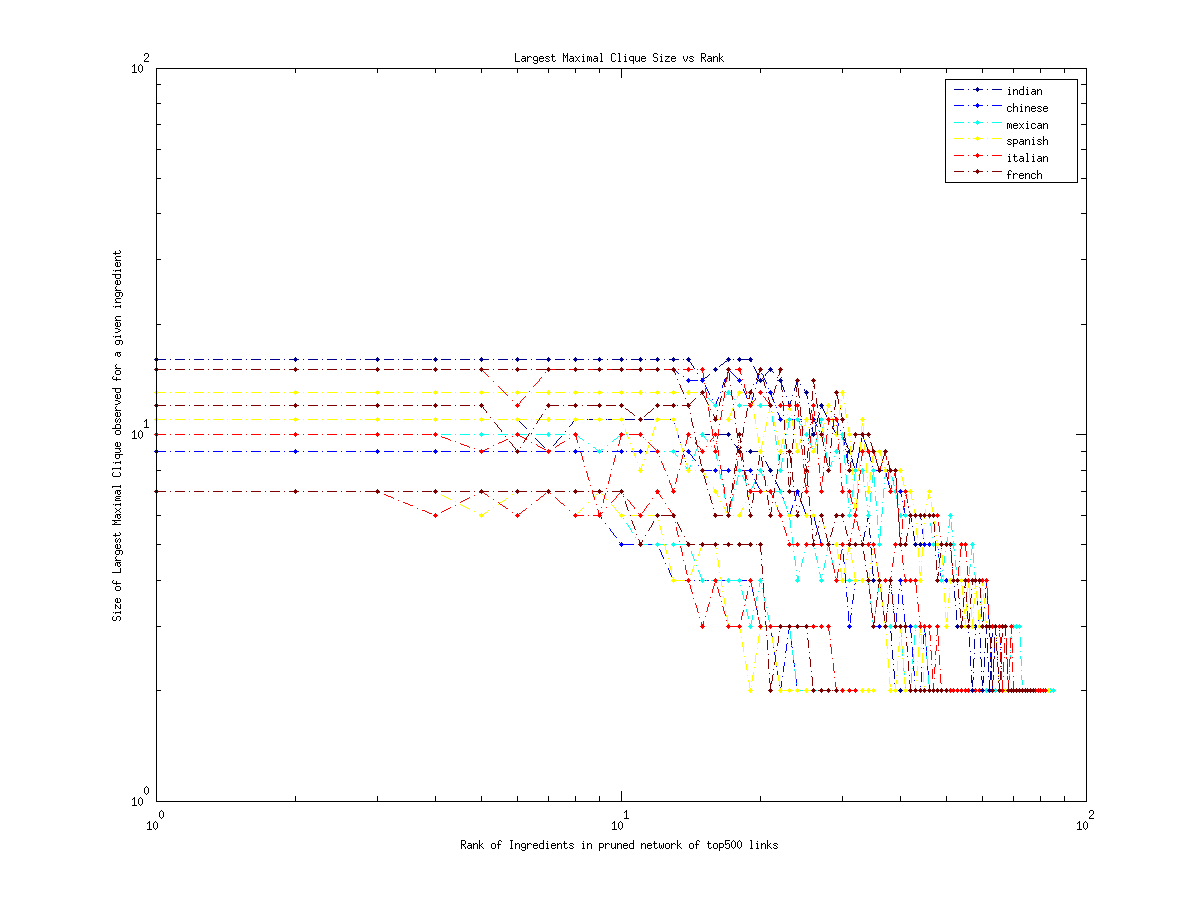 Largest Maximal Clique Size vs Rank
10^2
10^1
10^0
Size of Largest Maximal Clique observed for a given ingredient
indian
chinese
mexican
spanish
italian
french
10^0
10^1
10^2
Rank of Ingredients in pruned network of top500 links